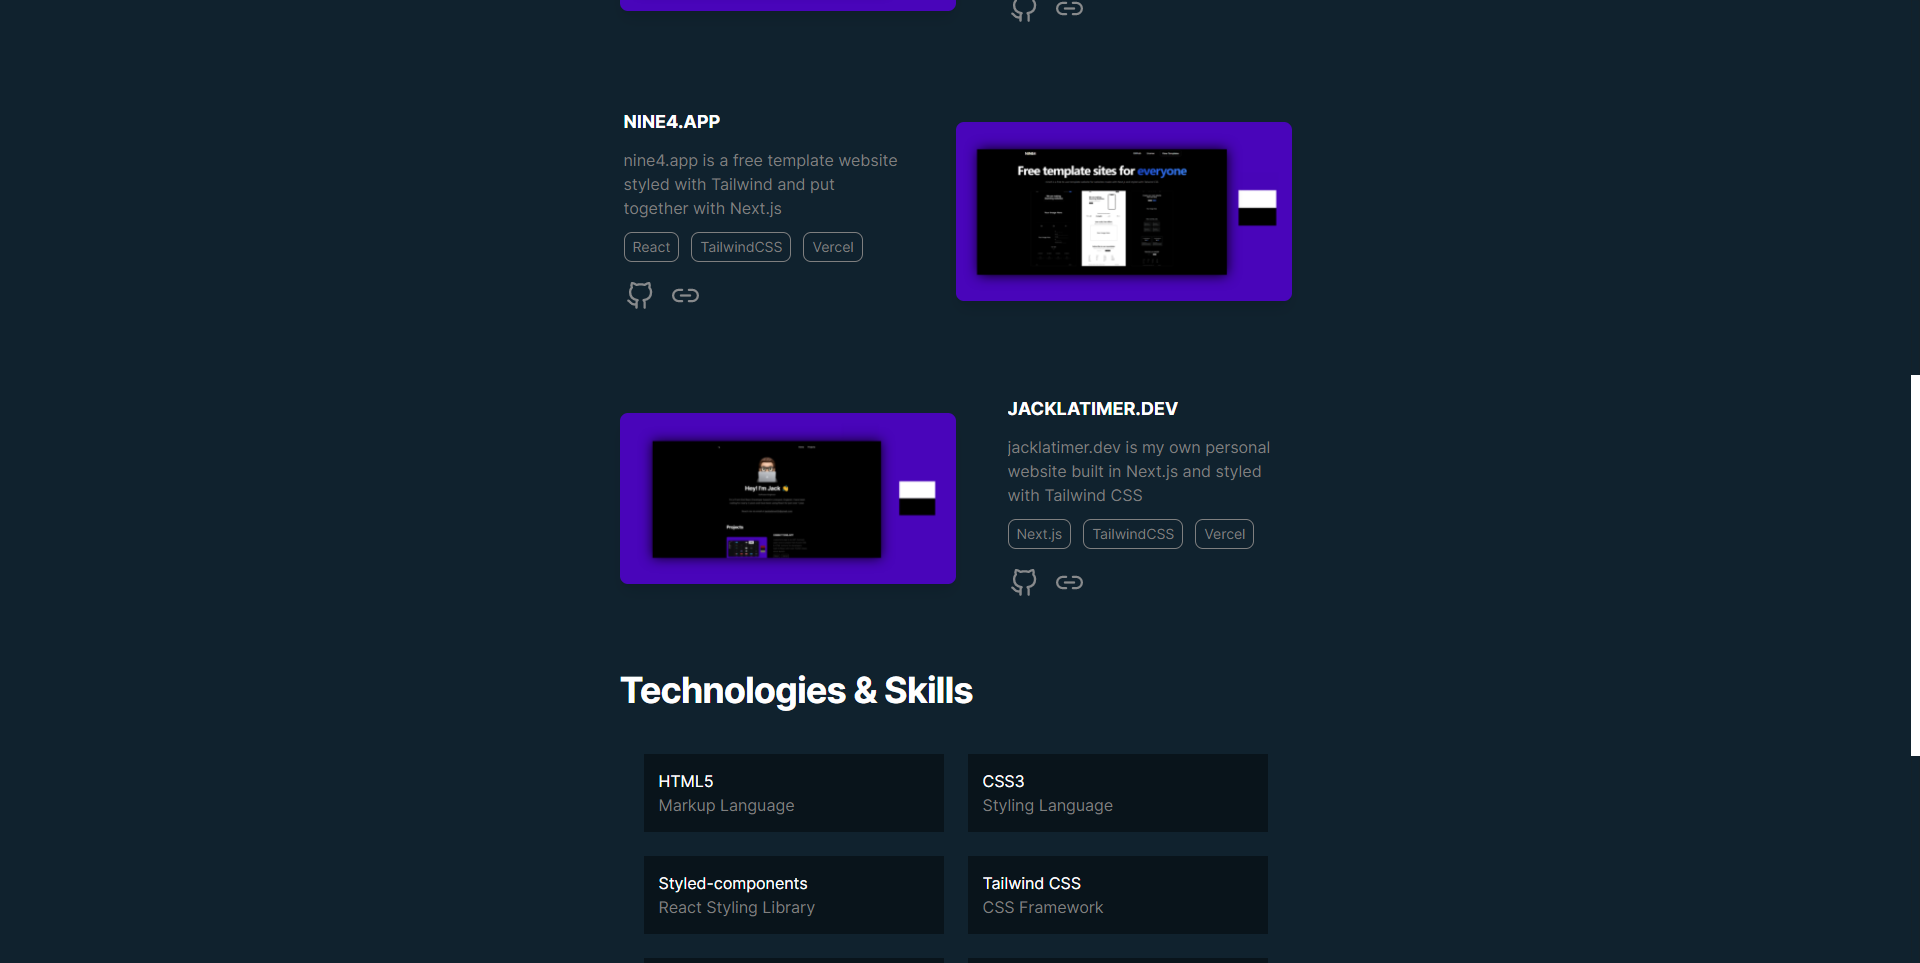 NINE4.APP
nine4.app is a free template website
styled with Tailwind and put
together with Next.js
React
TailwindCSS
Vercel
Free template sites for everyone
JACKLATIMER.DEV
jacklatimer.dev is my own personal
website built in Next.js and styled
with Tailwind CSS
Next.js
TailwindCSS
Vercel
Hey! I'm Jack 👋
Projects
Technologies & Skills
HTML5
Markup Language
CSS3
Styling Language
Styled-components
React Styling Library
Tailwind CSS
CSS Framework